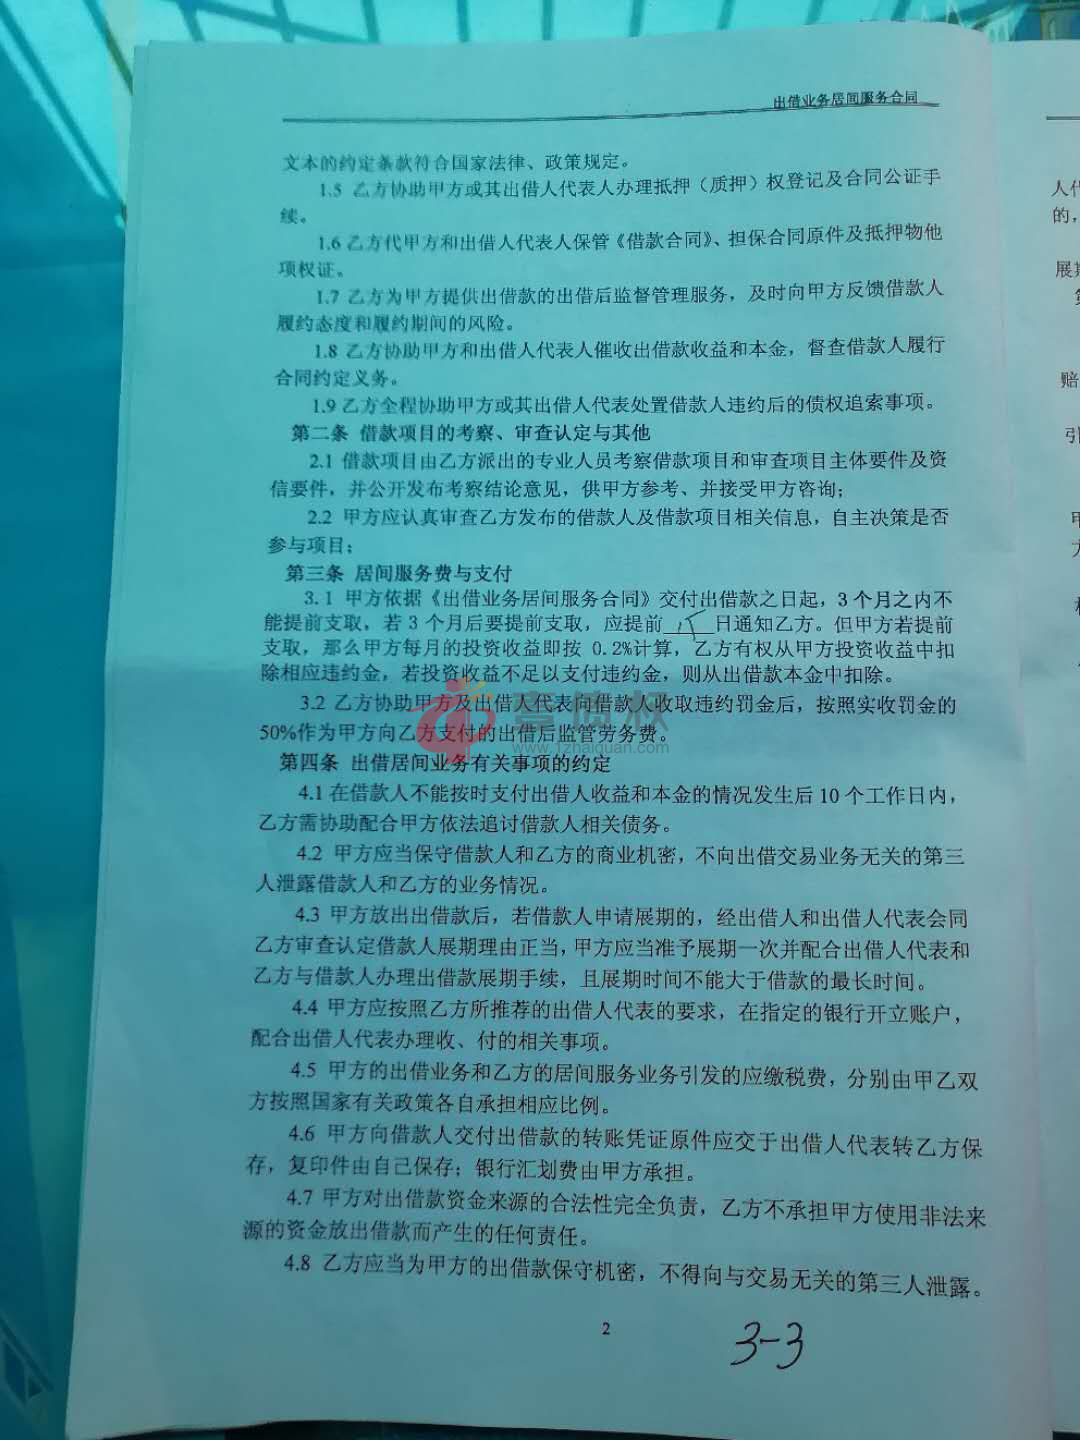 出借业务居间服务合同
文本的约定条款符合国家法律、政策规定。
1.5 乙方协助甲方或其出借人代表人办理抵押（质押）权登记及合同公证手
续。
1.6 乙方代甲方和出借人代表人保管《借款合同》、担保合同原件及抵押物他
项权证。
1.7 乙方为甲方提供出借款的出借后监督管理服务，及时向甲方反馈借款人
履约态度和履约期间的风险。
1.8 乙方协助甲方和出借人代表人催收出借款收益和本金，督查借款人履行
合同约定义务。
1.9 乙方全程协助甲方或其出借人代表处置借款人违约后的债权追索事项。
第二条 借款项目的考察、审查认定与其他
2.1 借款项目由乙方派出的专业人员考察借款项目和审查项目主体要件及资
信要件，并公开发布考察结论意见，供甲方参考、并接受甲方咨询；
2.2 甲方应认真审查乙方发布的借款人及借款项目相关信息，自主决策是否
参与项目；
第三条 居间服务费与支付
3.1 甲方依据《出借业务居间服务合同》交付出借款之日起，3个月之内不
能提前支取，若3个月后要提前支取，应提前 日通知乙方。但甲方若提前
支取，那么甲方每月的投资收益即按 0.2%计算，乙方有权从甲方投资收益中扣
除相应违约金，若投资收益不足以支付违约金，则从出借款本金中扣除。
3.2 乙方协助甲方及出借人代表向借款人收取违约罚金后，按照实收罚金的
50%作为甲方向乙方支付的出借后监管劳务费。
壹债权
www.1zhaiquan.com
第四条 出借居间业务有关事项的约定
4.1 在借款人不能按时支付出借人收益和本金的情况发生后10个工作日内，
乙方需协助配合甲方依法追讨借款人相关债务。
4.2 甲方应当保守借款人和乙方的商业机密，不向出借交易业务无关的第三
人泄露借款人和乙方的业务情况。
4.3 甲方放出出借款后，若借款人申请展期的，经出借人和出借人代表会同
乙方审查认定借款人展期理由正当，甲方应当准予展期一次并配合出借人代表和
乙方与借款人办理出借款展期手续，且展期时间不能大于借款的最长时间。
4.4 甲方应按照乙方所推荐的出借人代表的要求，在指定的银行开立账户，
配合出借人代表办理收、付的相关事项。
4.5 甲方的出借业务和乙方的居间服务业务引发的应缴税费，分别由甲乙双
方按照国家有关政策各自承担相应比例。
4.6 甲方向借款人交付出借款的转账凭证原件应交于出借人代表转乙方保
存，复印件由自己保存；银行汇划费由甲方承担。
4.7 甲方对出借款资金来源的合法性完全负责，乙方不承担甲方使用非法来
源的资金放出借款而产生的任何责任。
4.8 乙方应当为甲方的出借款保守机密，不得向与交易无关的第三人泄露。
2
3-3
人代
的，
展期
赔
引
甲